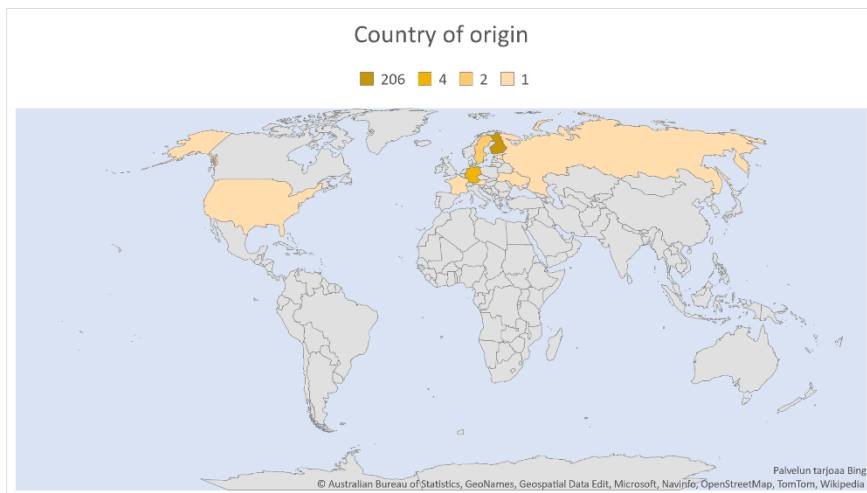 Country of origin
206 4 2 1
Palvelun tarjoaa Bing
© Australian Bureau of Statistics, GeoNames, Geospatial Data Edit, Microsoft, Navinfo, OpenStreetMap, TomTom, Wikipedia